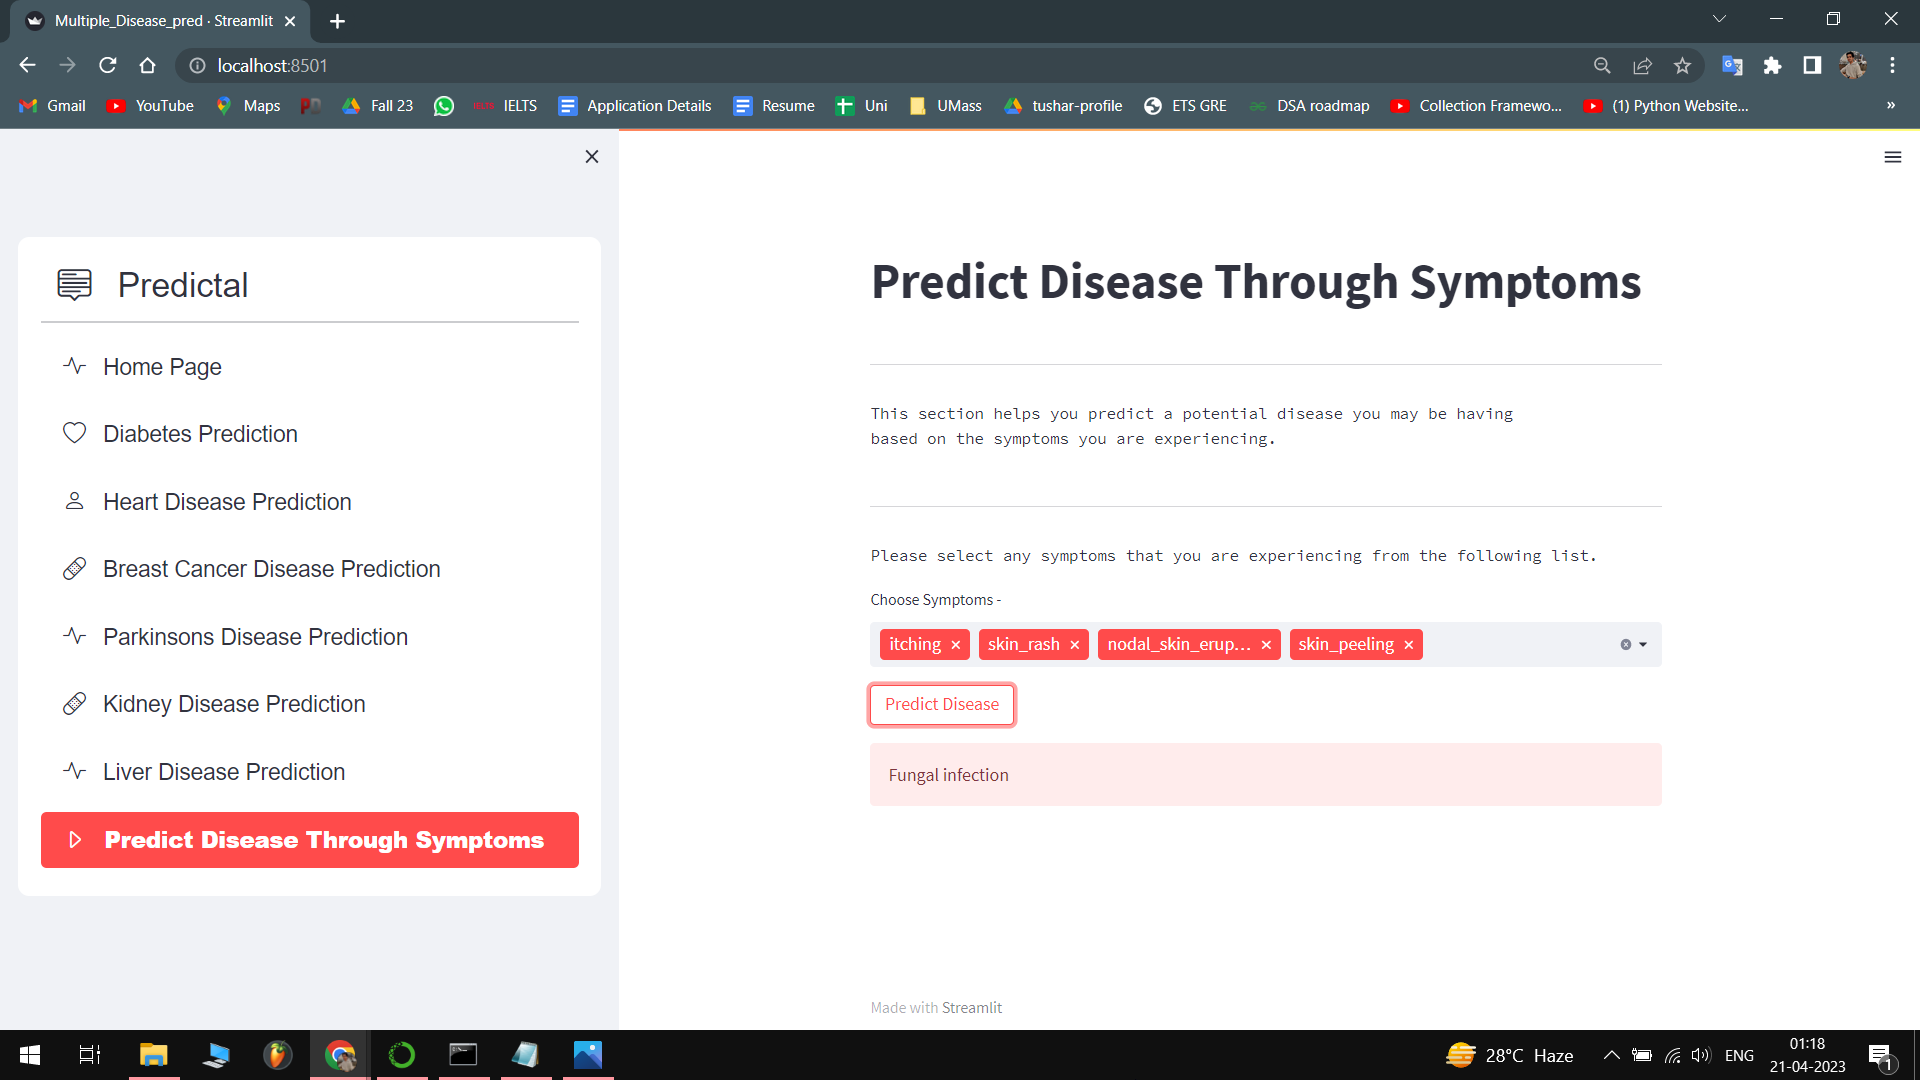 Multiple_Disease_pred · Streamlit
localhost:8501
Gmail YouTube Maps Fall 23 IELTS Application Details Resume Uni UMass tushar-profile ETS GRE DSA roadmap Collection Framewo... (1) Python Website... »
Predictal
Home Page
Diabetes Prediction
Heart Disease Prediction
Breast Cancer Disease Prediction
Parkinsons Disease Prediction
Kidney Disease Prediction
Liver Disease Prediction
Predict Disease Through Symptoms
Predict Disease Through Symptoms
This section helps you predict a potential disease you may be having
based on the symptoms you are experiencing.
Please select any symptoms that you are experiencing from the following list.
Choose Symptoms -
itching skin_rash nodal_skin_erup... skin_peeling
Predict Disease
Fungal infection
Made with Streamlit
28°C Haze
ENG
01:18
21-04-2023
1